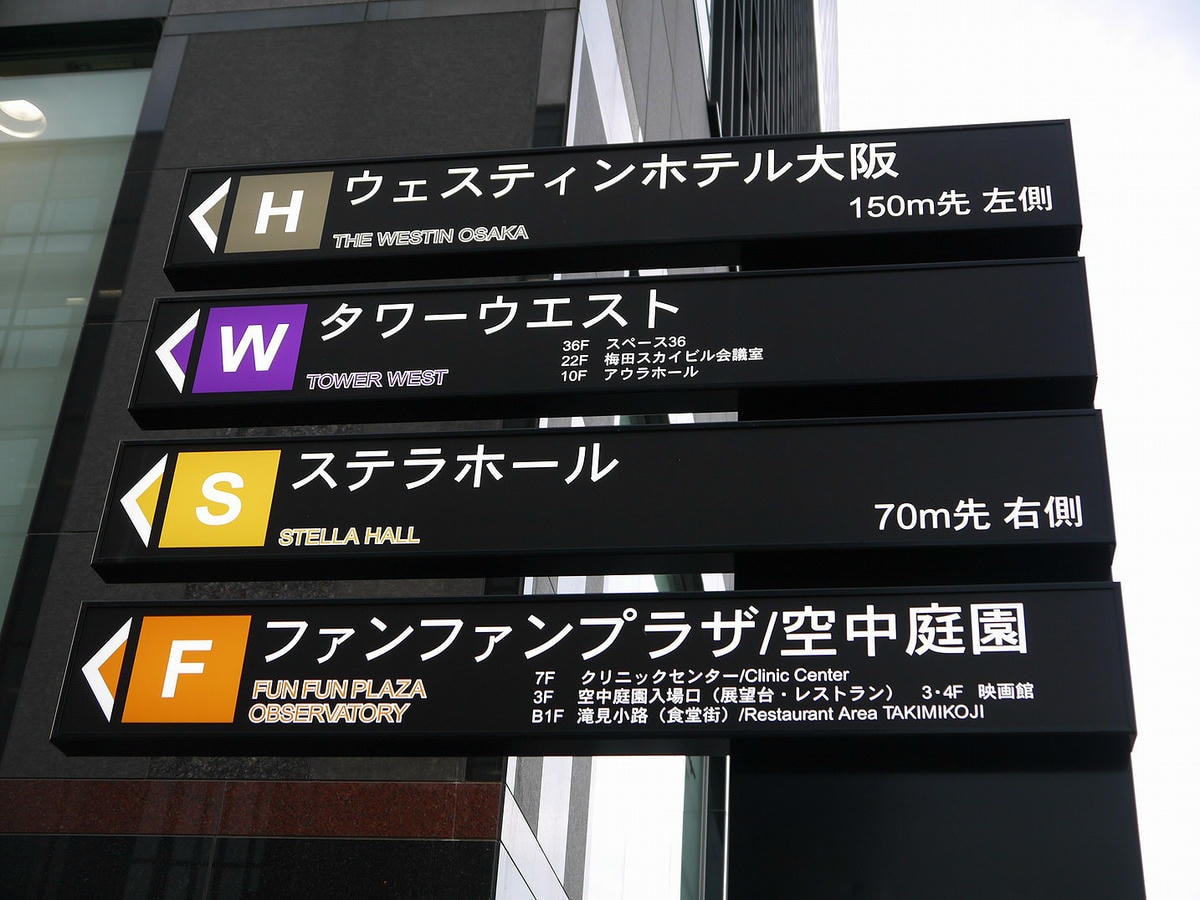 H ウェスティンホテル大阪
THE WESTIN OSAKA
150m先 左側
W タワーウエスト
TOWER WEST
36F スペース36
22F 梅田スカイビル会議室
10F アウラホール
S ステラホール
STELLA HALL
70m先 右側
F ファンファンプラザ/空中庭園
FUN FUN PLAZA
OBSERVATORY
7F クリニックセンター/Clinic Center
3F 空中庭園入場口（展望台・レストラン） 3・4F 映画館
B1F 滝見小路（食堂街）/Restaurant Area TAKIMIKOJI